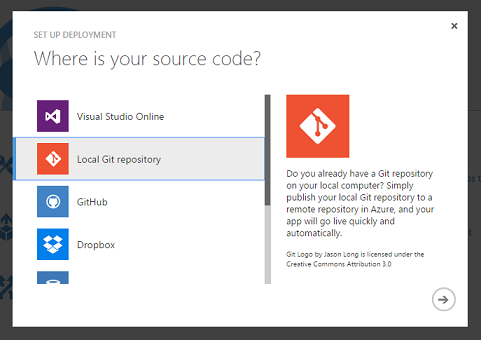 SET UP DEPLOYMENT
Where is your source code?
Visual Studio Online
Local Git repository
GitHub
Dropbox
Do you already have a Git repository
on your local computer? Simply
publish your local Git repository to a
remote repository in Azure, and your
app will go live quickly and
automatically.
Git Logo by Jason Long is licensed under the
Creative Commons Attribution 3.0